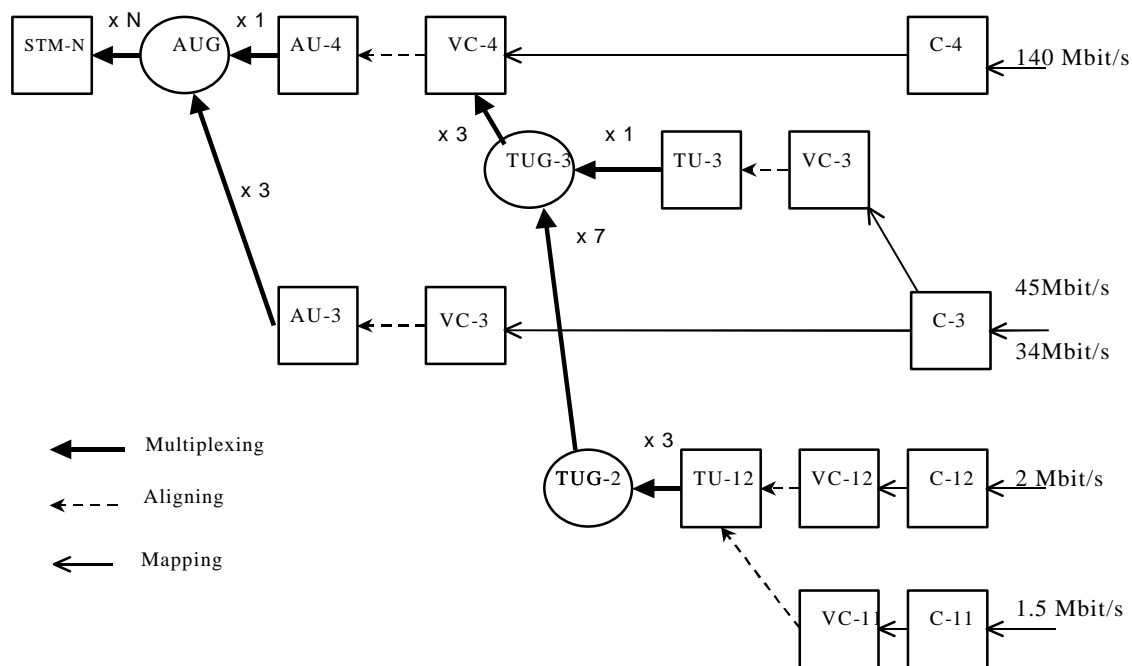 x N
x 1
STM-N
AUG
AU-4
VC-4
C-4
140 Mbit/s
x 3
x 1
TUG-3
TU-3
VC-3
x 3
x 7
45Mbit/s
AU-3
VC-3
C-3
34Mbit/s
Multiplexing
x 3
TUG-2
TU-12
VC-12
C-12
2 Mbit/s
Aligning
Mapping
VC-11
C-11
1.5 Mbit/s